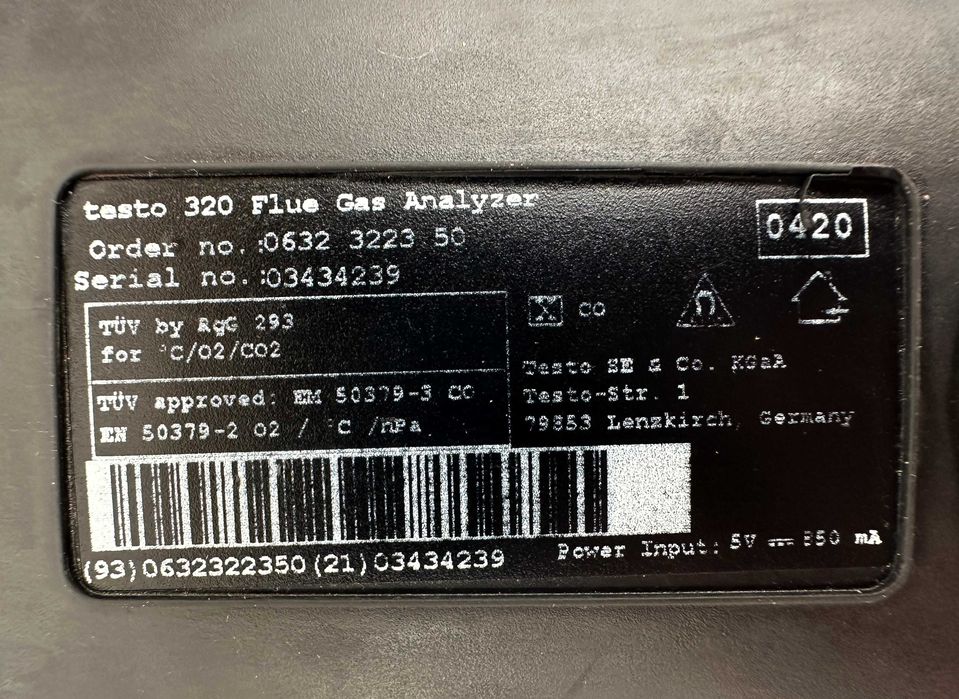 testo 320 Flue Gas Analyzer
0420
Order no.:0632 3223 50
Serial no.:03434239
TÜV by RgG 293
for °C/O2/CO2
CO
TÜV approved: EN 50379-3 CO
EN 50379-2 O2 / °C /hPa
Testo SE & Co. KGaA
Testo-Str. 1
79853 Lenzkirch, Germany
(93)0632322350(21)03434239
Power Input: 5V mA